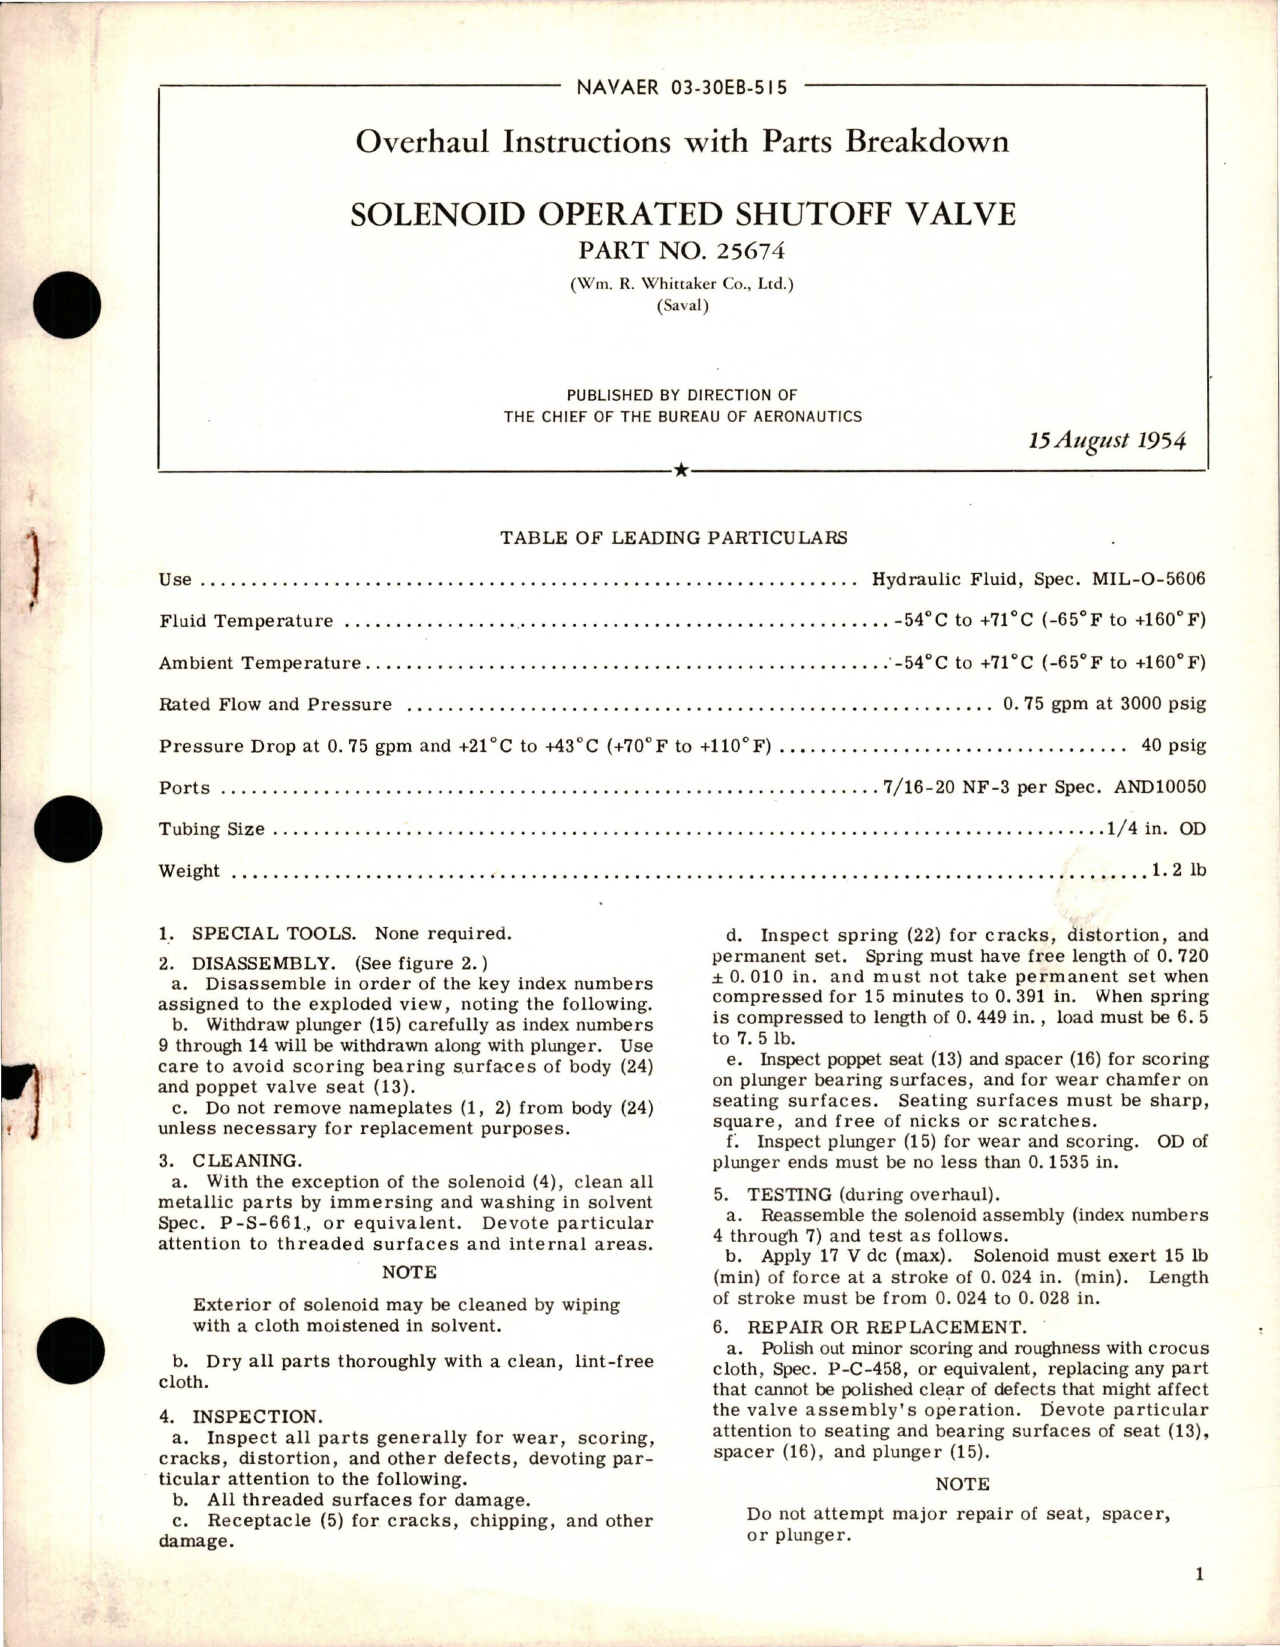 NAVAER 03-30EB-515
Overhaul Instructions with Parts Breakdown
SOLENOID OPERATED SHUTOFF VALVE
PART NO. 25674
(Wm. R. Whittaker Co., Ltd.)
(Saval)
PUBLISHED BY DIRECTION OF
THE CHIEF OF THE BUREAU OF AERONAUTICS
15 August 1954
TABLE OF LEADING PARTICULARS
Use ........ Hydraulic Fluid, Spec. MIL-O-5606
Fluid Temperature ........ -54°C to +71°C (-65°F to +160°F)
Ambient Temperature ........ -54°C to +71°C (-65°F to +160°F)
Rated Flow and Pressure ........ 0.75 gpm at 3000 psig
Pressure Drop at 0.75 gpm and +21°C to +43°C (+70°F to +110°F) ........ 40 psig
Ports ........ 7/16-20 NF-3 per Spec. AND10050
Tubing Size ........ 1/4 in. OD
Weight ........ 1.2 lb
1. SPECIAL TOOLS. None required.
2. DISASSEMBLY. (See figure 2.)
a. Disassemble in order of the key index numbers
assigned to the exploded view, noting the following.
b. Withdraw plunger (15) carefully as index numbers
9 through 14 will be withdrawn along with plunger. Use
care to avoid scoring bearing surfaces of body (24)
and poppet valve seat (13).
c. Do not remove nameplates (1, 2) from body (24)
unless necessary for replacement purposes.
3. CLEANING.
a. With the exception of the solenoid (4), clean all
metallic parts by immersing and washing in solvent
Spec. P-S-661, or equivalent. Devote particular
attention to threaded surfaces and internal areas.
NOTE
Exterior of solenoid may be cleaned by wiping
with a cloth moistened in solvent.
b. Dry all parts thoroughly with a clean, lint-free
cloth.
4. INSPECTION.
a. Inspect all parts generally for wear, scoring,
cracks, distortion, and other defects, devoting par-
ticular attention to the following.
b. All threaded surfaces for damage.
c. Receptacle (5) for cracks, chipping, and other
damage.
d. Inspect spring (22) for cracks, distortion, and
permanent set. Spring must have free length of 0.720
± 0.010 in. and must not take permanent set when
compressed for 15 minutes to 0.391 in. When spring
is compressed to length of 0.449 in., load must be 6.5
to 7.5 lb.
e. Inspect poppet seat (13) and spacer (16) for scoring
on plunger bearing surfaces, and for wear chamfer on
seating surfaces. Seating surfaces must be sharp,
square, and free of nicks or scratches.
f. Inspect plunger (15) for wear and scoring. OD of
plunger ends must be no less than 0.1535 in.
5. TESTING (during overhaul).
a. Reassemble the solenoid assembly (index numbers
4 through 7) and test as follows.
b. Apply 17 V dc (max). Solenoid must exert 15 lb
(min) of force at a stroke of 0.024 in. (min). Length
of stroke must be from 0.024 to 0.028 in.
6. REPAIR OR REPLACEMENT.
a. Polish out minor scoring and roughness with crocus
cloth, Spec. P-C-458, or equivalent, replacing any part
that cannot be polished clear of defects that might affect
the valve assembly's operation. Devote particular
attention to seating and bearing surfaces of seat (13),
spacer (16), and plunger (15).
NOTE
Do not attempt major repair of seat, spacer,
or plunger.
1